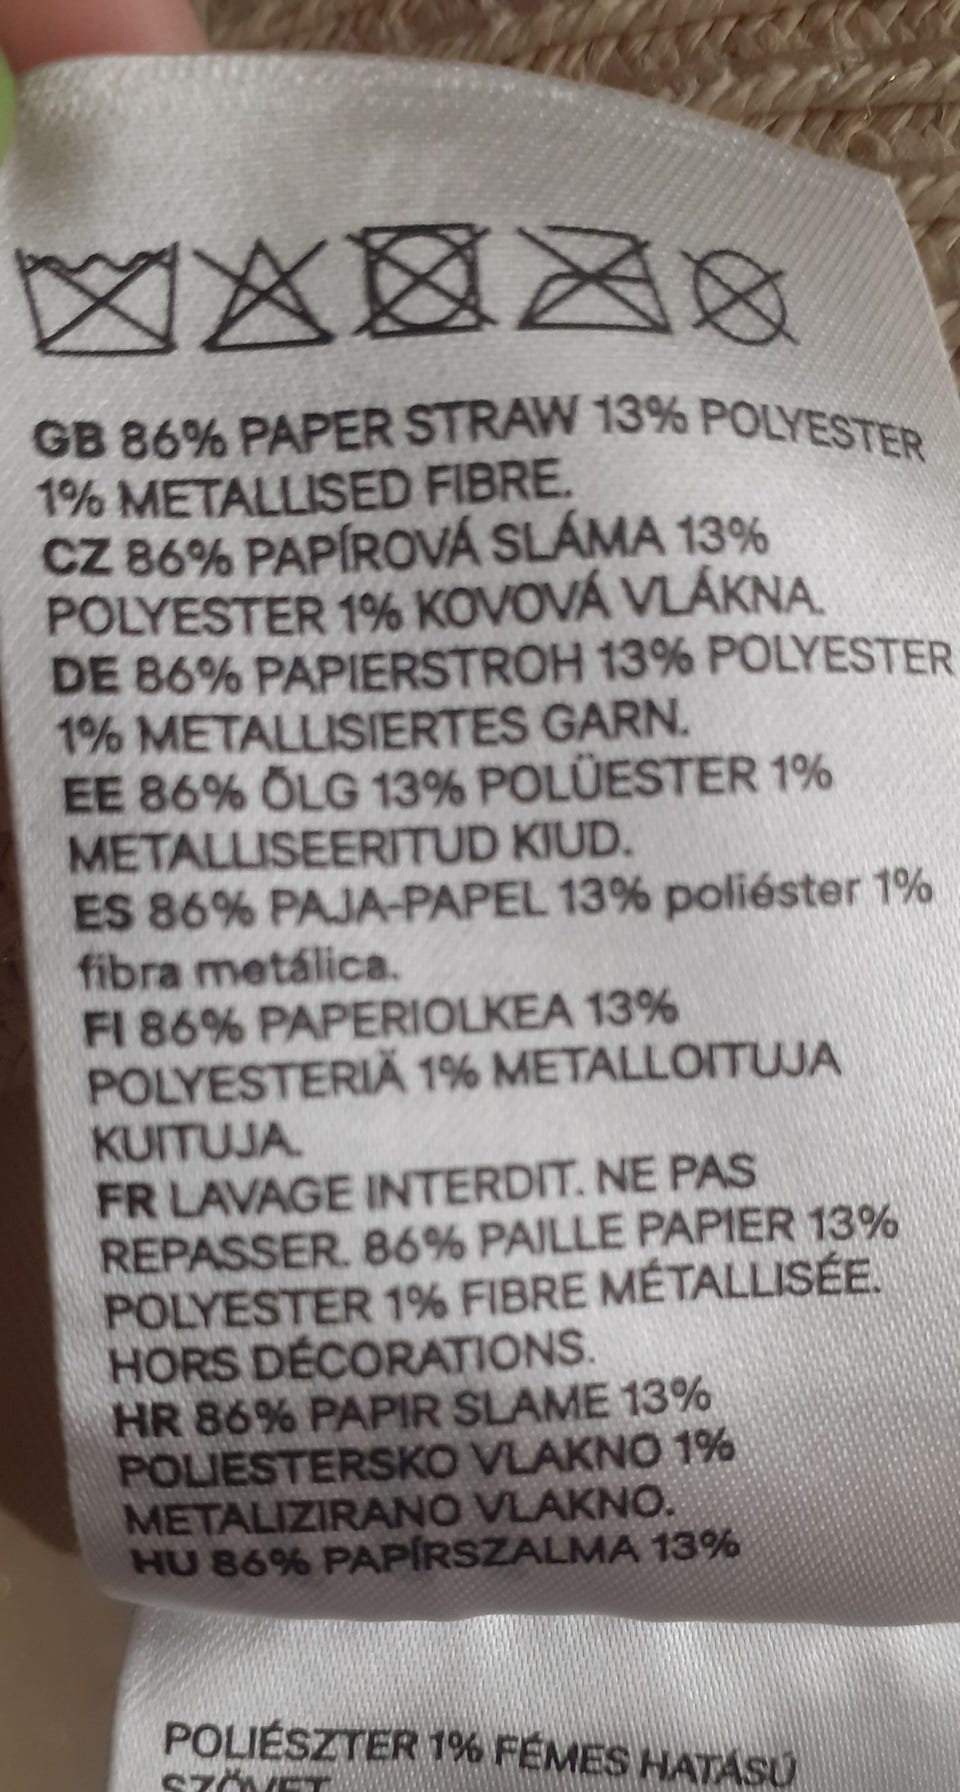 GB 86% PAPER STRAW 13% POLYESTER
1% METALLISED FIBRE.
CZ 86% PAPÍROVÁ SLÁMA 13%
POLYESTER 1% KOVOVÁ VLÁKNA.
DE 86% PAPIERSTROH 13% POLYESTER
1% METALLISIERTES GARN.
EE 86% ÕLG 13% POLÜESTER 1%
METALLISEERITUD KIUD.
ES 86% PAJA-PAPEL 13% poliéster 1%
fibra metálica.
FI 86% PAPERIOLKEA 13%
POLYESTERIÄ 1% METALLOITUJA
KUITUJA.
FR LAVAGE INTERDIT. NE PAS
REPASSER. 86% PAILLE PAPIER 13%
POLYESTER 1% FIBRE MÉTALLISÉE.
HORS DÉCORATIONS.
HR 86% PAPIR SLAME 13%
POLIESTERSKO VLAKNO 1%
METALIZIRANO VLAKNO.
HU 86% PAPÍRSZALMA 13%
POLIÉSZTER 1% FÉMES HATÁSÚ
SZÖVET